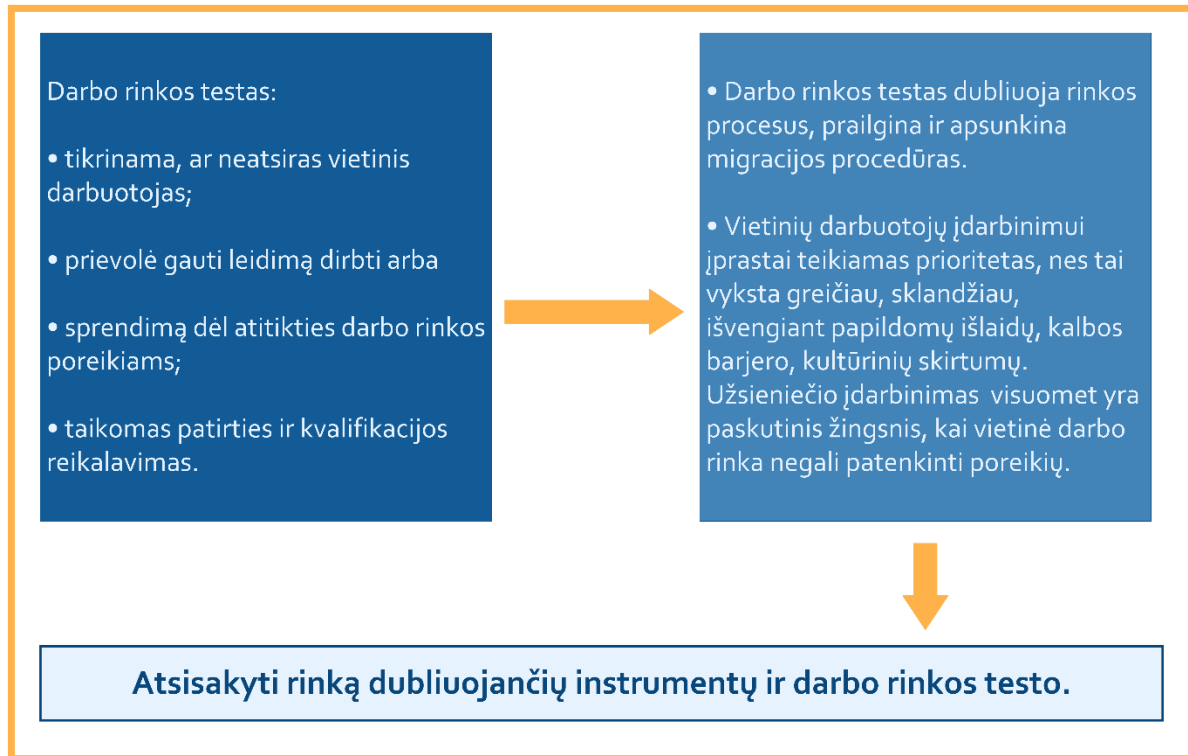 Darbo rinkos testas:
• tikrinama, ar neatsiras vietinis
darbuotojas;
• prievolė gauti leidimą dirbti arba
• sprendimą dėl atitikties darbo rinkos
poreikiams;
• taikomas patirties ir kvalifikacijos
reikalavimas.
• Darbo rinkos testas dubliuoja rinkos
procesus, prailgina ir apsunkina
migracijos procedūras.
• Vietinių darbuotojų įdarbinimui
įprastai teikiamas prioritetas, nes tai
vyksta greičiau, sklandžiau,
išvengiant papildomų išlaidų, kalbos
barjero, kultūrinių skirtumų.
Užsieniečio įdarbinimas visuomet yra
paskutinis žingsnis, kai vietinė darbo
rinka negali patenkinti poreikių.
Atsisakyti rinką dubliuojančių instrumentų ir darbo rinkos testo.